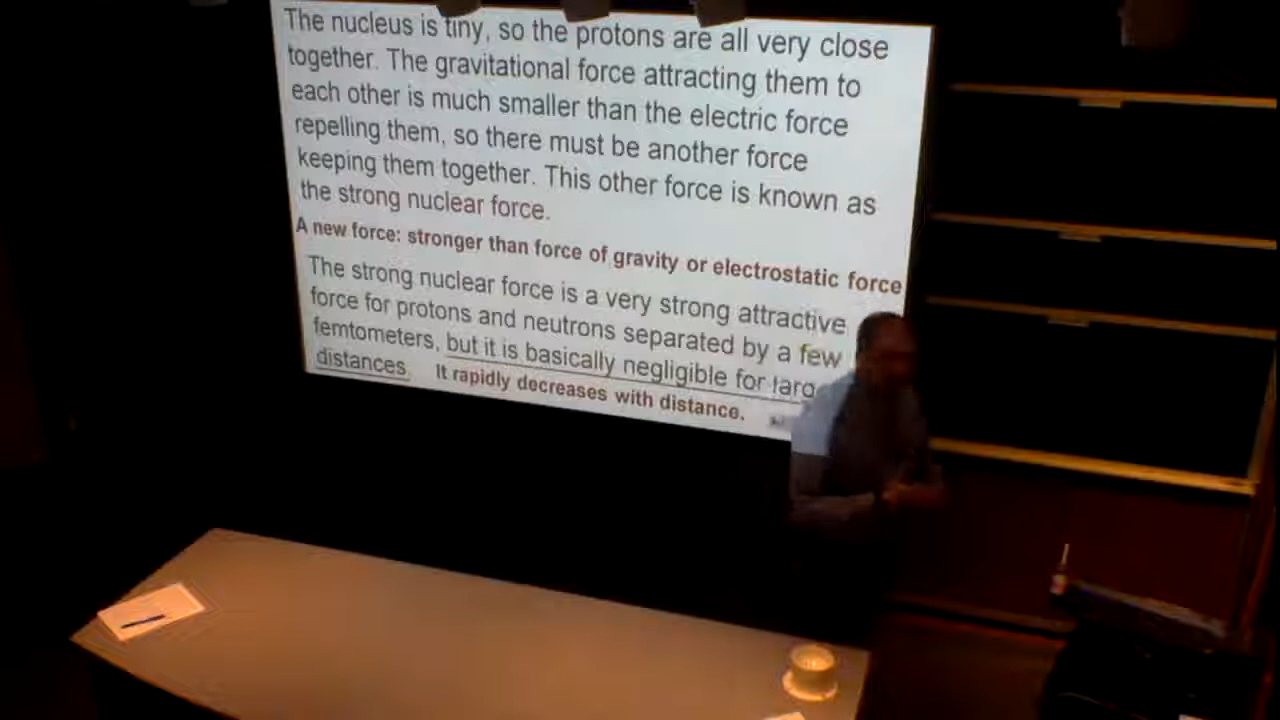 The nucleus is tiny, so the protons are all very close
together. The gravitational force attracting them to
each other is much smaller than the electric force
repelling them, so there must be another force
keeping them together. This other force is known as
the strong nuclear force.
A new force: stronger than force of gravity or electrostatic force
The strong nuclear force is a very strong attractive
force for protons and neutrons separated by a few
femtometers, but it is basically negligible for
distances. It rapidly decreases with distance.